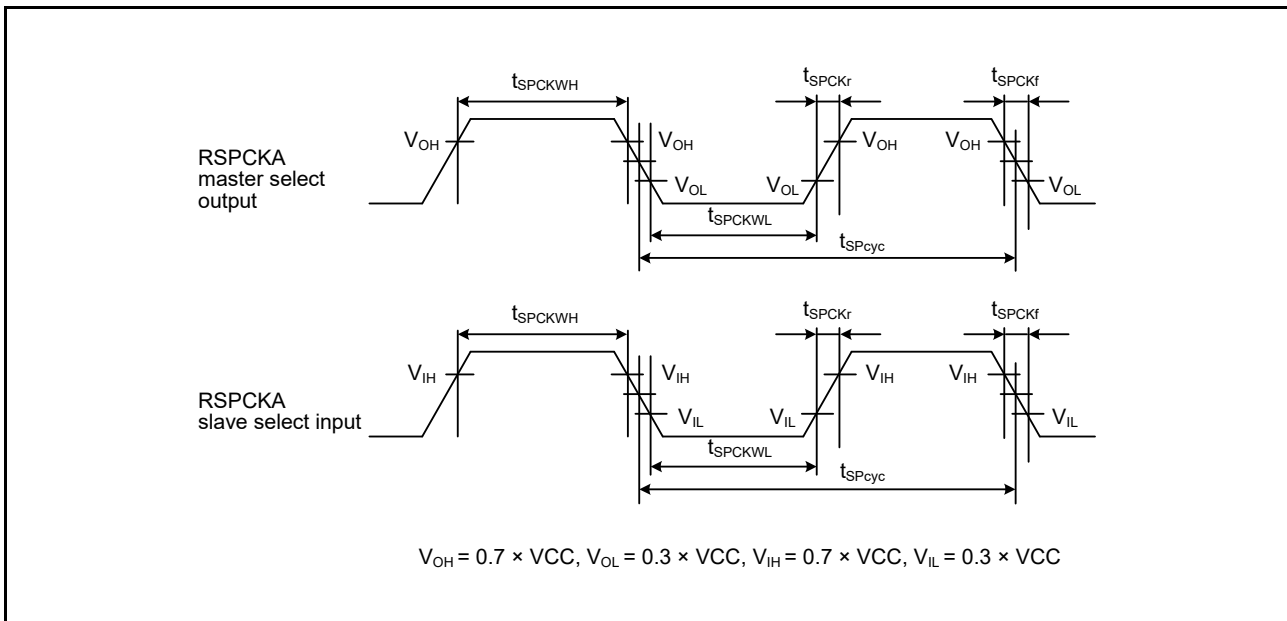 tSPCKWH tSPCKr tSPCKf
VOH VOH VOH VOH
RSPCKA
master select
output
VOL VOL VOL
tSPCKWL
tSPcyc
tSPCKWH tSPCKr tSPCKf
VIH VIH VIH VIH
RSPCKA
slave select input
VIL VIL VIL
tSPCKWL
tSPcyc
VOH = 0.7 × VCC, VOL = 0.3 × VCC, VIH = 0.7 × VCC, VIL = 0.3 × VCC